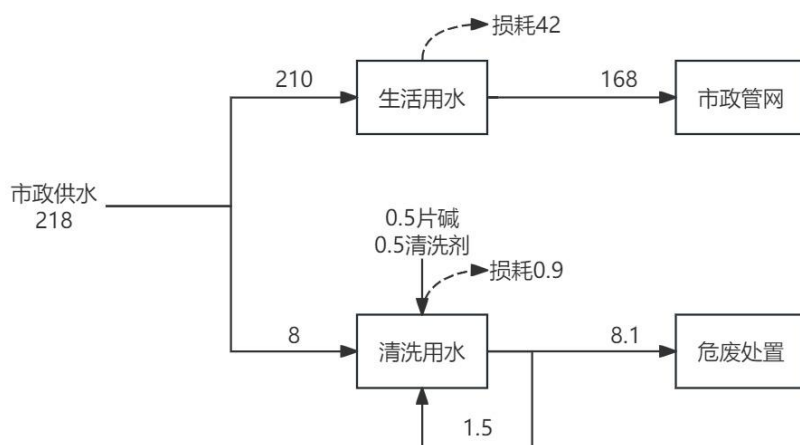 损耗42
210
生活用水
168
市政管网
市政供水
218
0.5片碱
0.5清洗剂
损耗0.9
8
清洗用水
8.1
危废处置
1.5